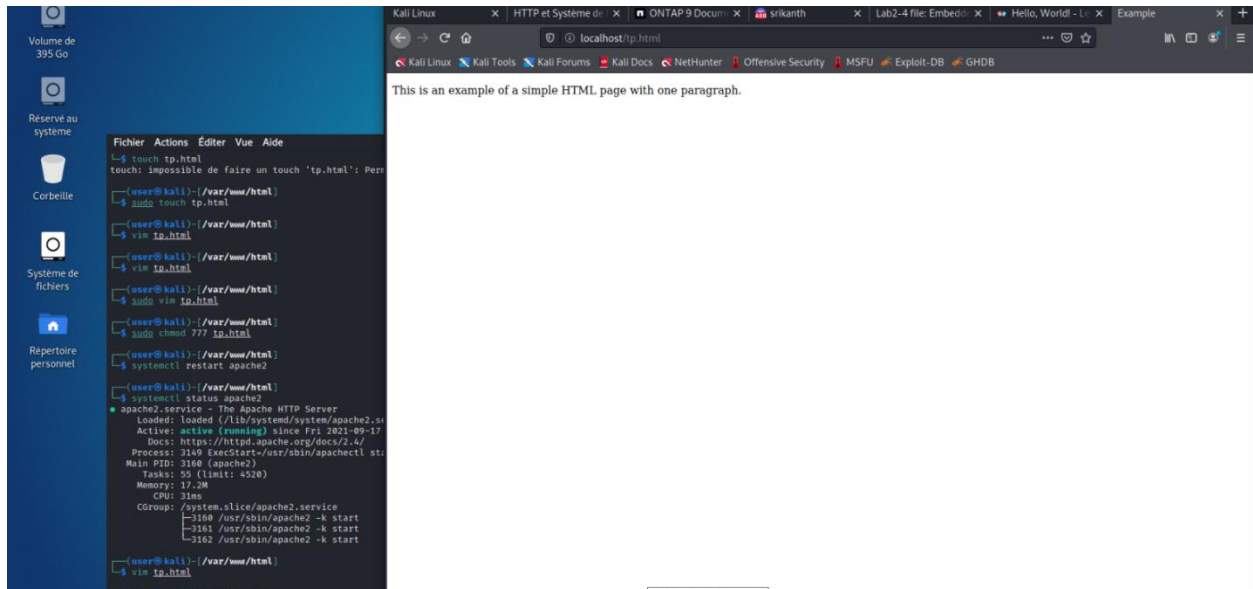 Volume de
395 Go
Réservé au
système
Corbeille
Système de
fichiers
Répertoire
personnel
Fichier Actions Éditer Vue Aide
└─$ touch tp.html
touch: impossible de faire un touch 'tp.html': Perm
┌──(user㉿kali)-[/var/www/html]
└─$ sudo touch tp.html
┌──(user㉿kali)-[/var/www/html]
└─$ vim tp.html
┌──(user㉿kali)-[/var/www/html]
└─$ vim tp.html
┌──(user㉿kali)-[/var/www/html]
└─$ sudo vim tp.html
┌──(user㉿kali)-[/var/www/html]
└─$ sudo chmod 777 tp.html
┌──(user㉿kali)-[/var/www/html]
└─$ systemctl restart apache2
┌──(user㉿kali)-[/var/www/html]
└─$ systemctl status apache2
● apache2.service - The Apache HTTP Server
Loaded: loaded (/lib/systemd/system/apache2.se
Active: active (running) since Fri 2021-09-17
Docs: https://httpd.apache.org/docs/2.4/
Process: 3149 ExecStart=/usr/sbin/apachectl sta
Main PID: 3160 (apache2)
Tasks: 55 (limit: 4520)
Memory: 17.2M
CPU: 31ms
CGroup: /system.slice/apache2.service
├─3160 /usr/sbin/apache2 -k start
├─3161 /usr/sbin/apache2 -k start
└─3162 /usr/sbin/apache2 -k start
┌──(user㉿kali)-[/var/www/html]
└─$ vim tp.html
Kali Linux HTTP et Système de ONTAP 9 Docum srikanth Lab2-4 file: Embedd Hello, World! - Le Example
localhost/tp.html
Kali Linux Kali Tools Kali Forums Kali Docs NetHunter Offensive Security MSFU Exploit-DB GHDB
This is an example of a simple HTML page with one paragraph.